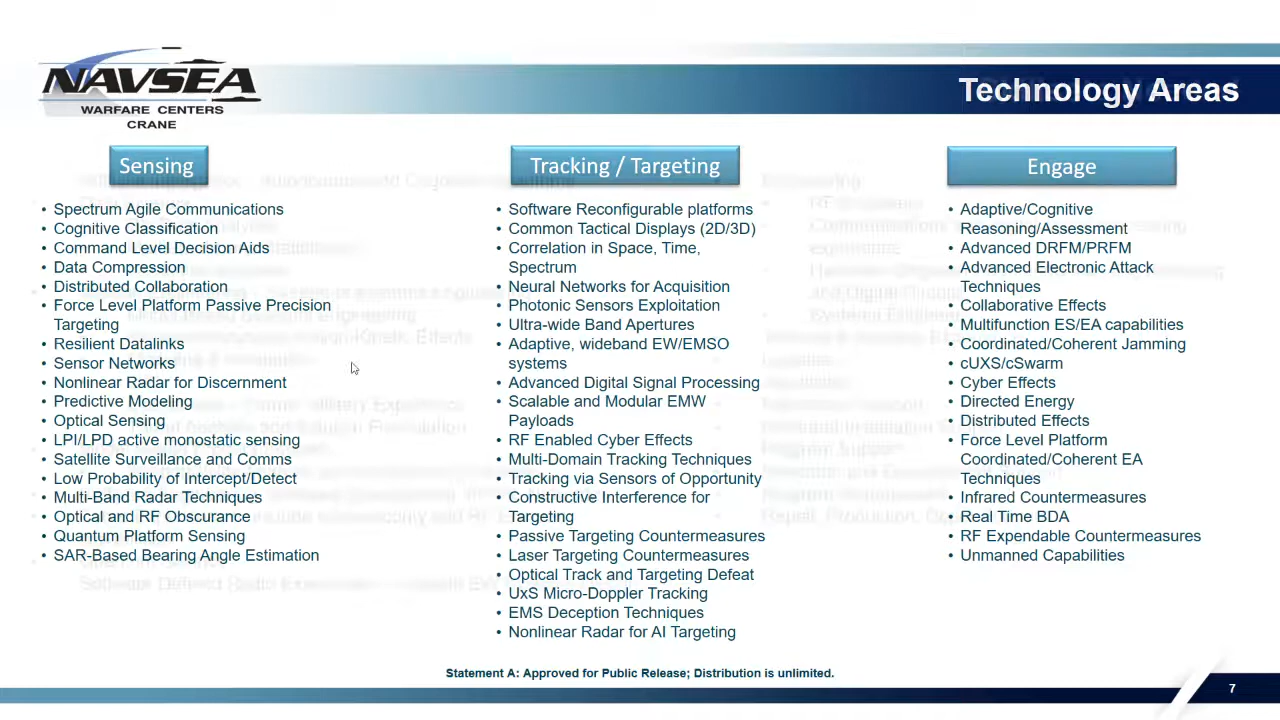 NAVSEA
WARFARE CENTERS
CRANE
Technology Areas
Sensing
• Spectrum Agile Communications
• Cognitive Classification
• Command Level Decision Aids
• Data Compression
• Distributed Collaboration
• Force Level Platform Passive Precision
Targeting
• Resilient Datalinks
• Sensor Networks
• Nonlinear Radar for Discernment
• Predictive Modeling
• Optical Sensing
• LPI/LPD active monostatic sensing
• Satellite Surveillance and Comms
• Low Probability of Intercept/Detect
• Multi-Band Radar Techniques
• Optical and RF Obscurance
• Quantum Platform Sensing
• SAR-Based Bearing Angle Estimation
Tracking / Targeting
• Software Reconfigurable platforms
• Common Tactical Displays (2D/3D)
• Correlation in Space, Time,
Spectrum
• Neural Networks for Acquisition
• Photonic Sensors Exploitation
• Ultra-wide Band Apertures
• Adaptive, wideband EW/EMSO
systems
• Advanced Digital Signal Processing
• Scalable and Modular EMW
Payloads
• RF Enabled Cyber Effects
• Multi-Domain Tracking Techniques
• Tracking via Sensors of Opportunity
• Constructive Interference for
Targeting
• Passive Targeting Countermeasures
• Laser Targeting Countermeasures
• Optical Track and Targeting Defeat
• UxS Micro-Doppler Tracking
• EMS Deception Techniques
• Nonlinear Radar for AI Targeting
Engage
• Adaptive/Cognitive
Reasoning/Assessment
• Advanced DRFM/PRFM
• Advanced Electronic Attack
Techniques
• Collaborative Effects
• Multifunction ES/EA capabilities
• Coordinated/Coherent Jamming
• cUXS/cSwarm
• Cyber Effects
• Directed Energy
• Distributed Effects
• Force Level Platform
Coordinated/Coherent EA
Techniques
• Infrared Countermeasures
• Real Time BDA
• RF Expendable Countermeasures
• Unmanned Capabilities
Statement A: Approved for Public Release; Distribution is unlimited.
7